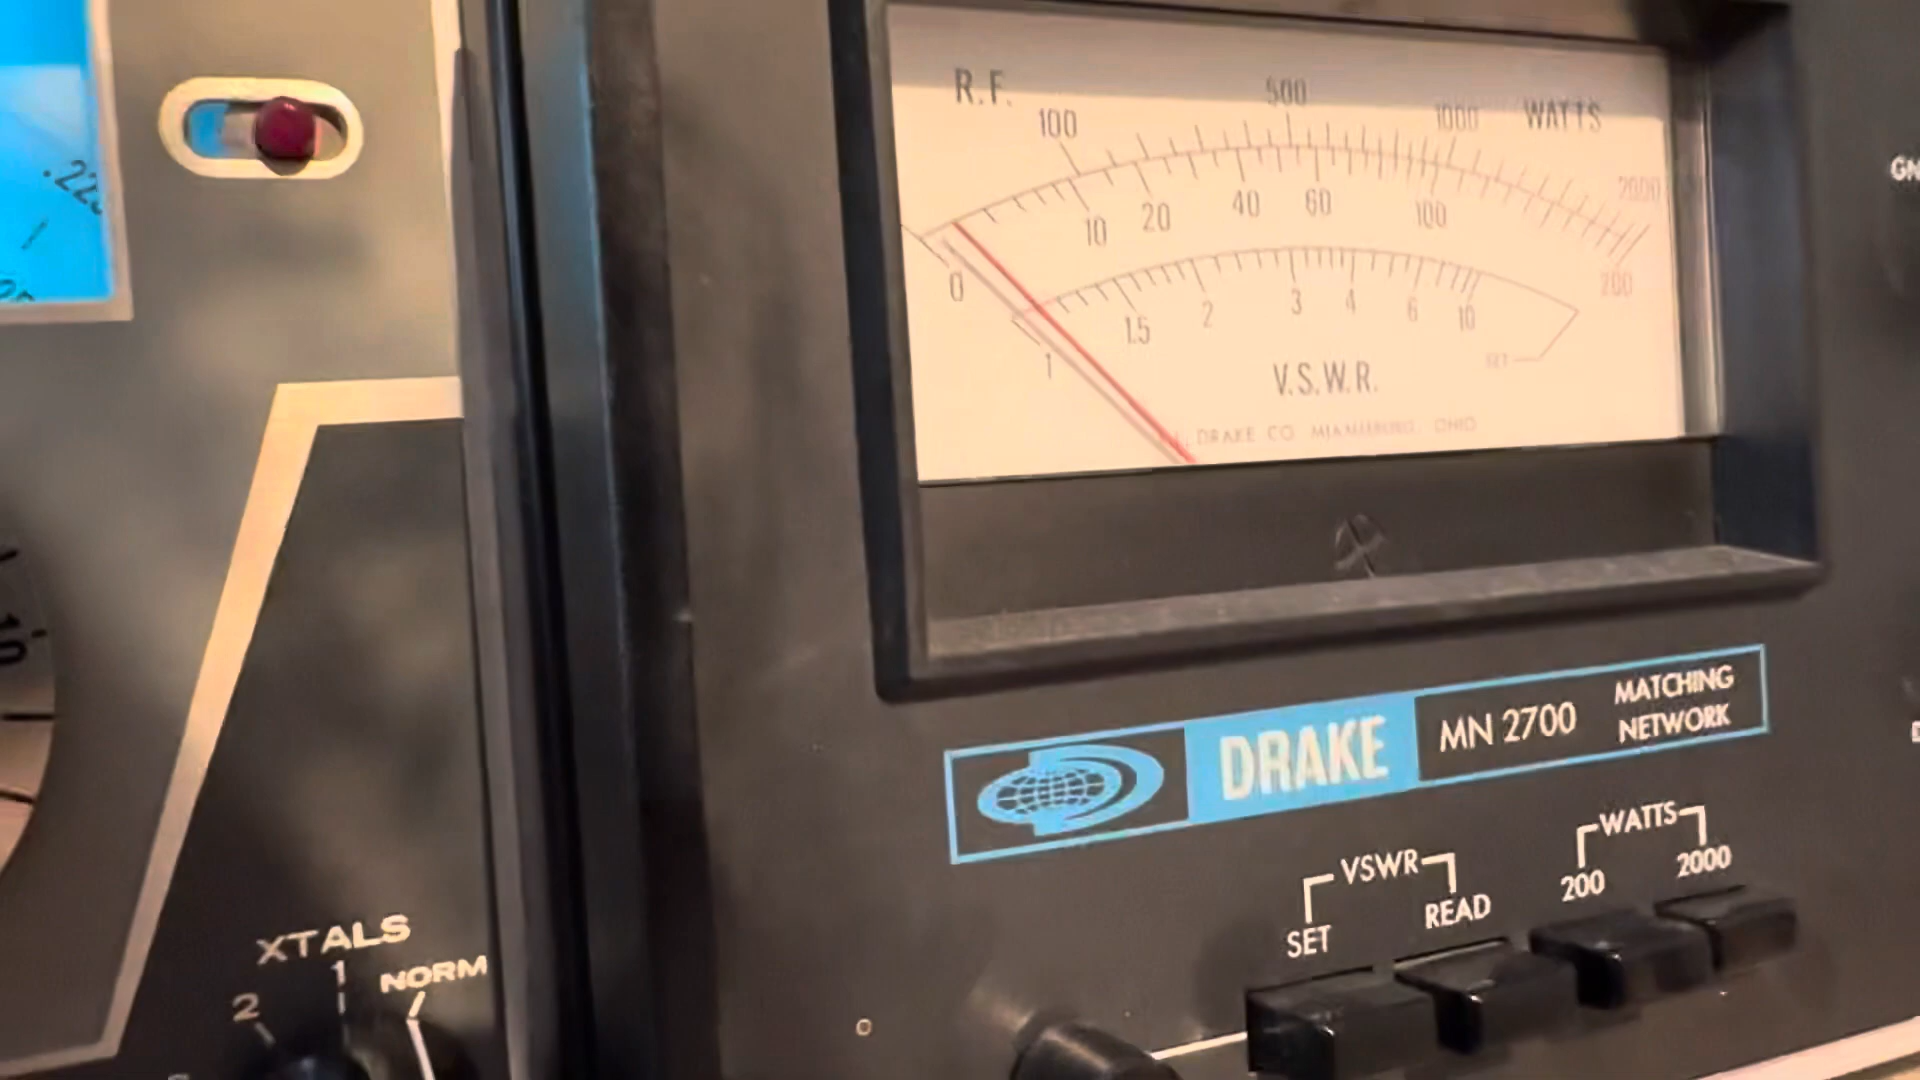 R.F.
100
500
1000
WATTS
2000
10
20
40
60
100
200
0
1
1.5
2
3
4
6
10
SET
V.S.W.R.
DRAKE CO. MIAMISBURG, OHIO
DRAKE
MN 2700
MATCHING
NETWORK
VSWR
SET
READ
WATTS
200
2000
10
XTALS
1
2
NORM
GN